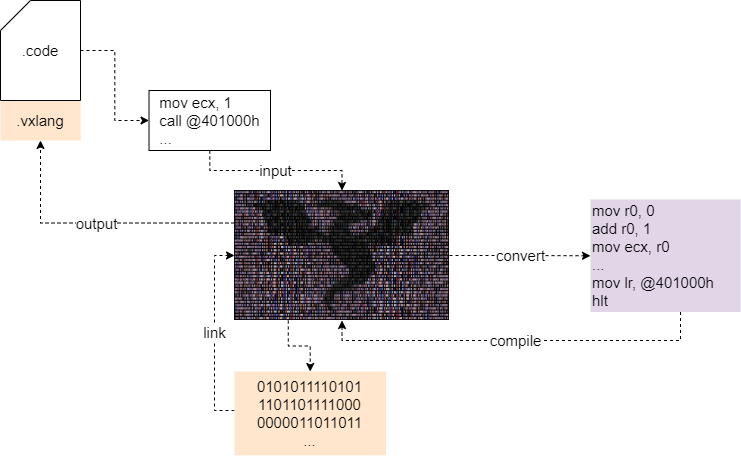 .code
.vxlang
mov ecx, 1
call @401000h
...
input
output
convert
mov r0, 0
add r0, 1
mov ecx, r0
...
mov lr, @401000h
hlt
link
compile
0101011110101
1101101111000
0000011011011
...